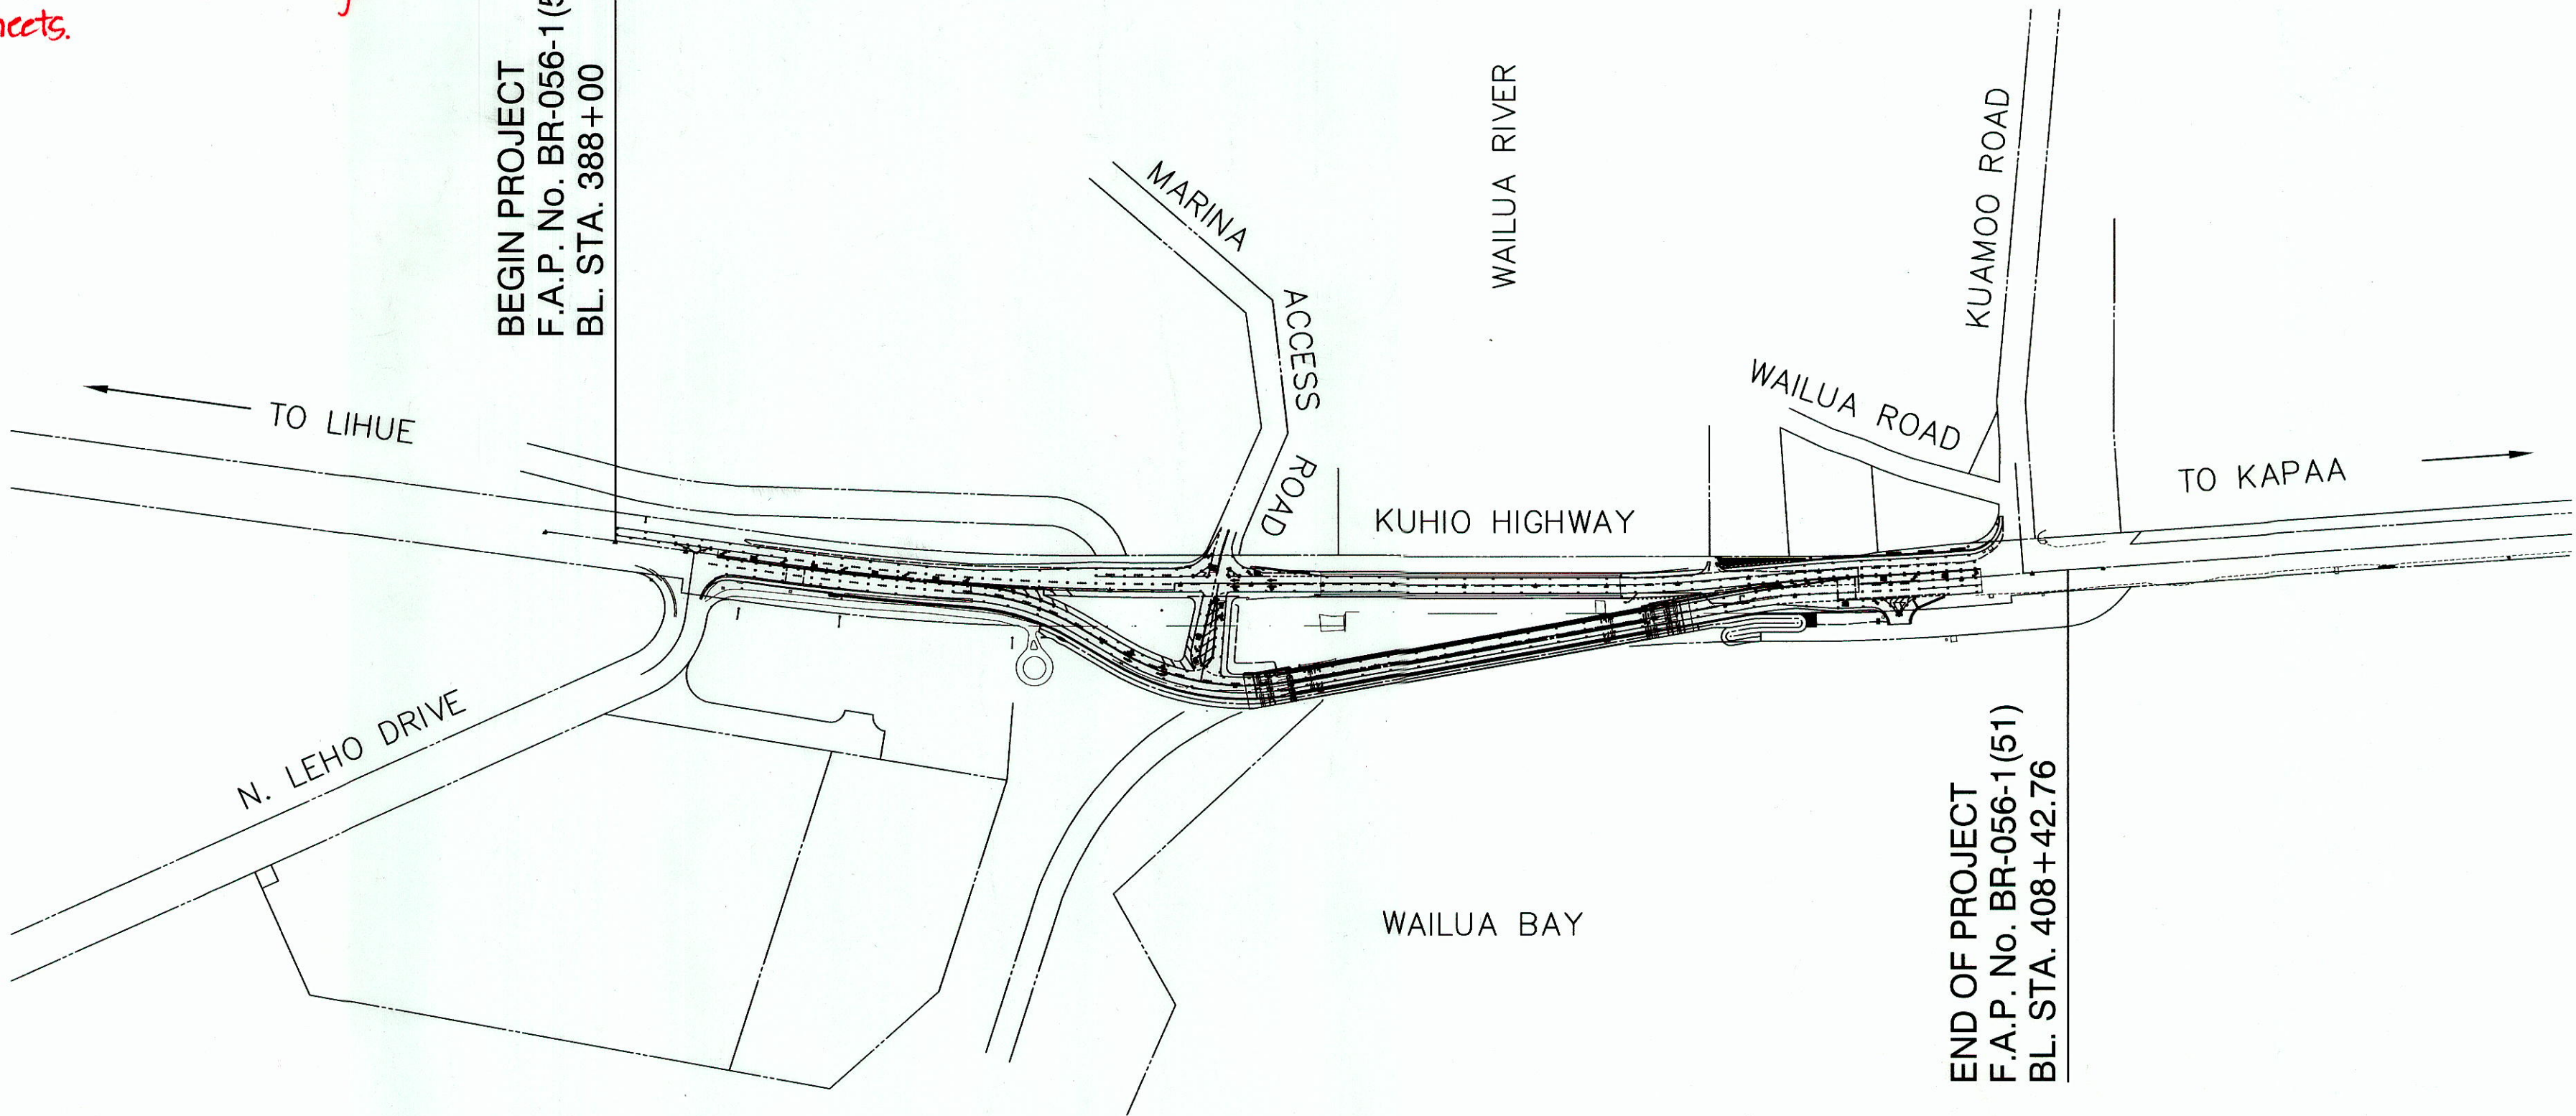 BEGIN PROJECT
F.A.P. No. BR-056-1(5
BL. STA. 388+00
MARINA
ACCESS
ROAD
WAILUA RIVER
KUAMOO ROAD
WAILUA ROAD
TO LIHUE
TO KAPAA
KUHIO HIGHWAY
N. LEHO DRIVE
WAILUA BAY
END OF PROJECT
F.A.P. No. BR-056-1(51)
BL. STA. 408+42.76